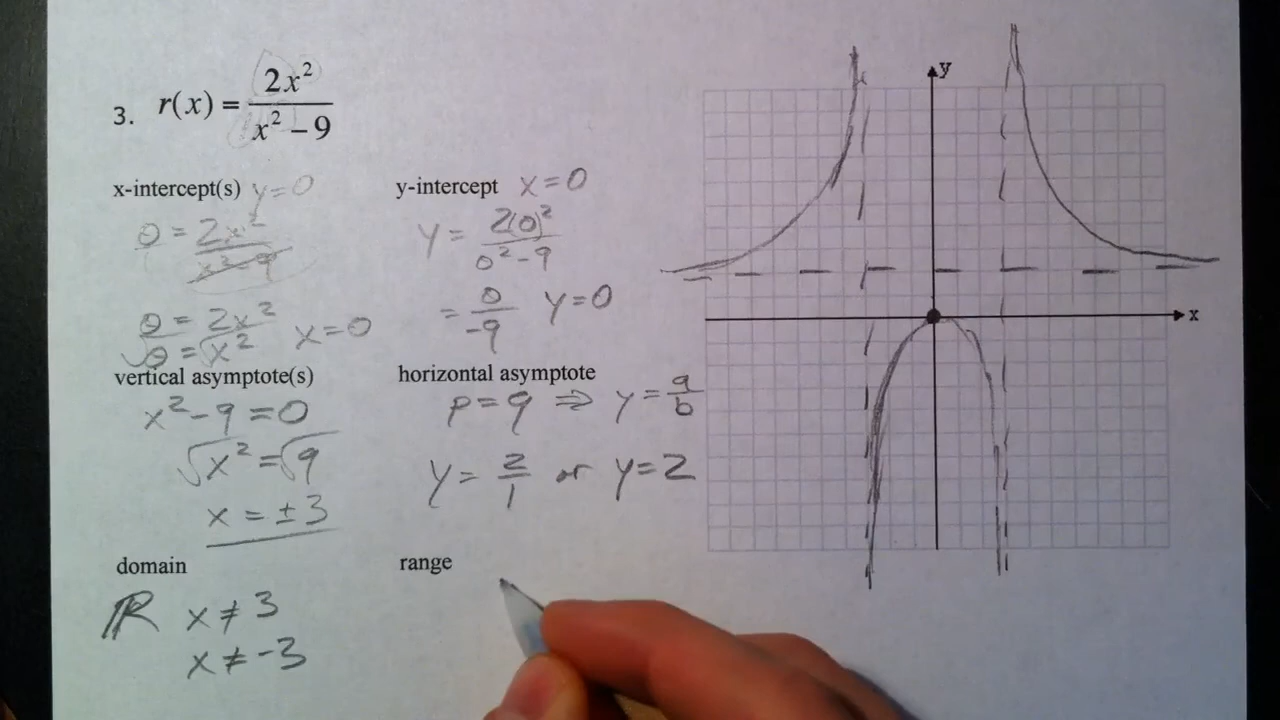 3. r(x) = 2x² / x² – 9
x-intercept(s) y=0
0 = 2x² / x²-9
0 = 2x²
√0 = √x² x=0
y-intercept x=0
y = 2(0)² / 0²-9
= 0 / -9 y=0
vertical asymptote(s)
x²-9=0
√x² = √9
x = ±3
horizontal asymptote
p=q ⇒ y = a/b
y = 2/1 or y=2
domain
ℝ x ≠ 3
x ≠ -3
range
y
x